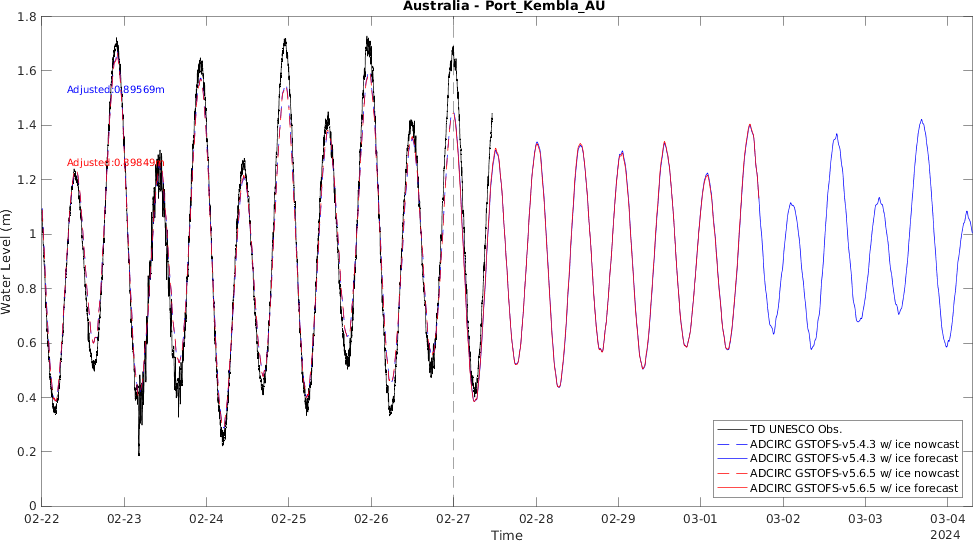 Australia - Port_Kembla_AU
1.8
1.6
1.4
1.2
1
0.8
0.6
0.4
0.2
0
Water Level (m)
Adjusted:0.89569m
Adjusted:0.89849m
TD UNESCO Obs.
ADCIRC GSTOFS-v5.4.3 w/ ice nowcast
ADCIRC GSTOFS-v5.4.3 w/ ice forecast
ADCIRC GSTOFS-v5.6.5 w/ ice nowcast
ADCIRC GSTOFS-v5.6.5 w/ ice forecast
02-22 02-23 02-24 02-25 02-26 02-27 02-28 02-29 03-01 03-02 03-03 03-04
2024
Time